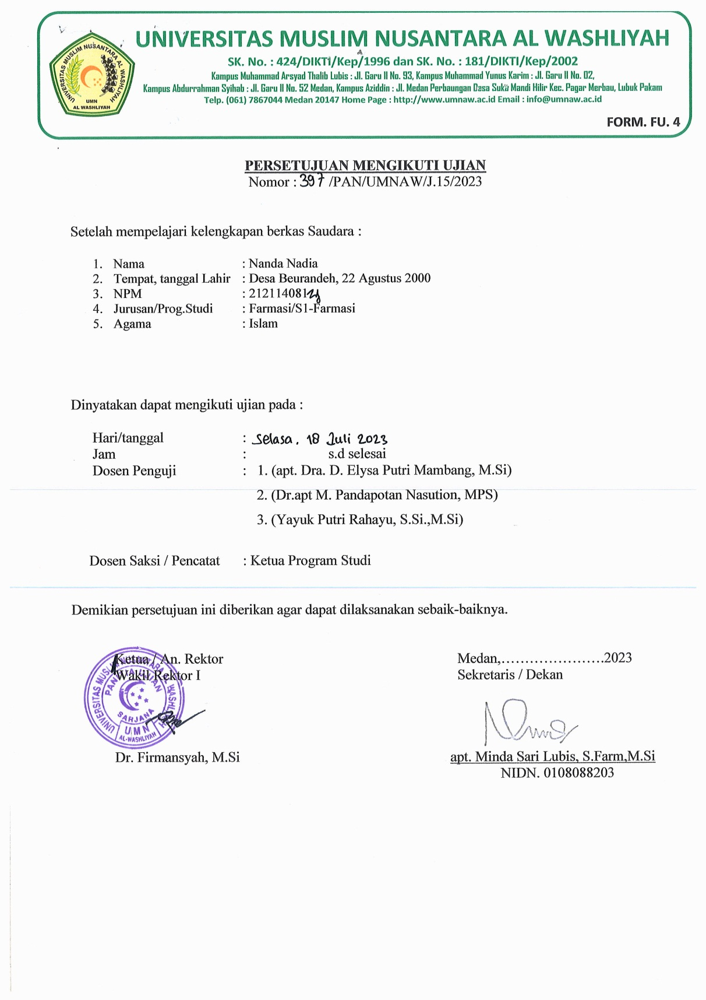 UNIVERSITAS MUSLIM NUSANTARA AL WASHLIYAH
SK. No. : 424/DIKTI/Kep/1996 dan SK. No. : 181/DIKTI/Kep/2002
Kampus Muhammad Arsyad Thalib Lubis : Jl. Garu II No. 93, Kampus Muhammad Yunus Karim : Jl. Garu II No. 02,
Kampus Abdurrahman Syihab : Jl. Garu II No. 52 Medan, Kampus Aziddin : Jl. Medan Perbaungan Desa Suka Mandi Hilir Kec. Pagar Merbau, Lubuk Pakam
Telp. (061) 7867044 Medan 20147 Home Page : http://www.umnaw.ac.id Email : info@umnaw.ac.id
UNIVERSITAS MUSLIM NUSANTARA AL WASHLIYAH
UMN
AL WASHLIYAH
FORM. FU. 4
PERSETUJUAN MENGIKUTI UJIAN
Nomor : 397 /PAN/UMNAW/J.15/2023
Setelah mempelajari kelengkapan berkas Saudara :
1. Nama : Nanda Nadia
2. Tempat, tanggal Lahir : Desa Beurandeh, 22 Agustus 2000
3. NPM : 212114081
4. Jurusan/Prog.Studi : Farmasi/S1-Farmasi
5. Agama : Islam
Dinyatakan dapat mengikuti ujian pada :
Hari/tanggal : Selasa, 18 Juli 2023
Jam : s.d selesai
Dosen Penguji : 1. (apt. Dra. D. Elysa Putri Mambang, M.Si)
2. (Dr.apt M. Pandapotan Nasution, MPS)
3. (Yayuk Putri Rahayu, S.Si.,M.Si)
Dosen Saksi / Pencatat : Ketua Program Studi
Demikian persetujuan ini diberikan agar dapat dilaksanakan sebaik-baiknya.
Ketua / An. Rektor
Wakil Rektor I
UNIVERSITAS MUSLIM NUSANTARA AL WASHLIYAH
PANITIA UJIAN
SARJANA
UMN
AL-WASHLIYAH
Dr. Firmansyah, M.Si
Medan,......................2023
Sekretaris / Dekan
apt. Minda Sari Lubis, S.Farm,M.Si
NIDN. 0108088203